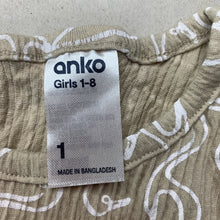 anko
Girls 1-8
1
MADE IN BANGLADESH